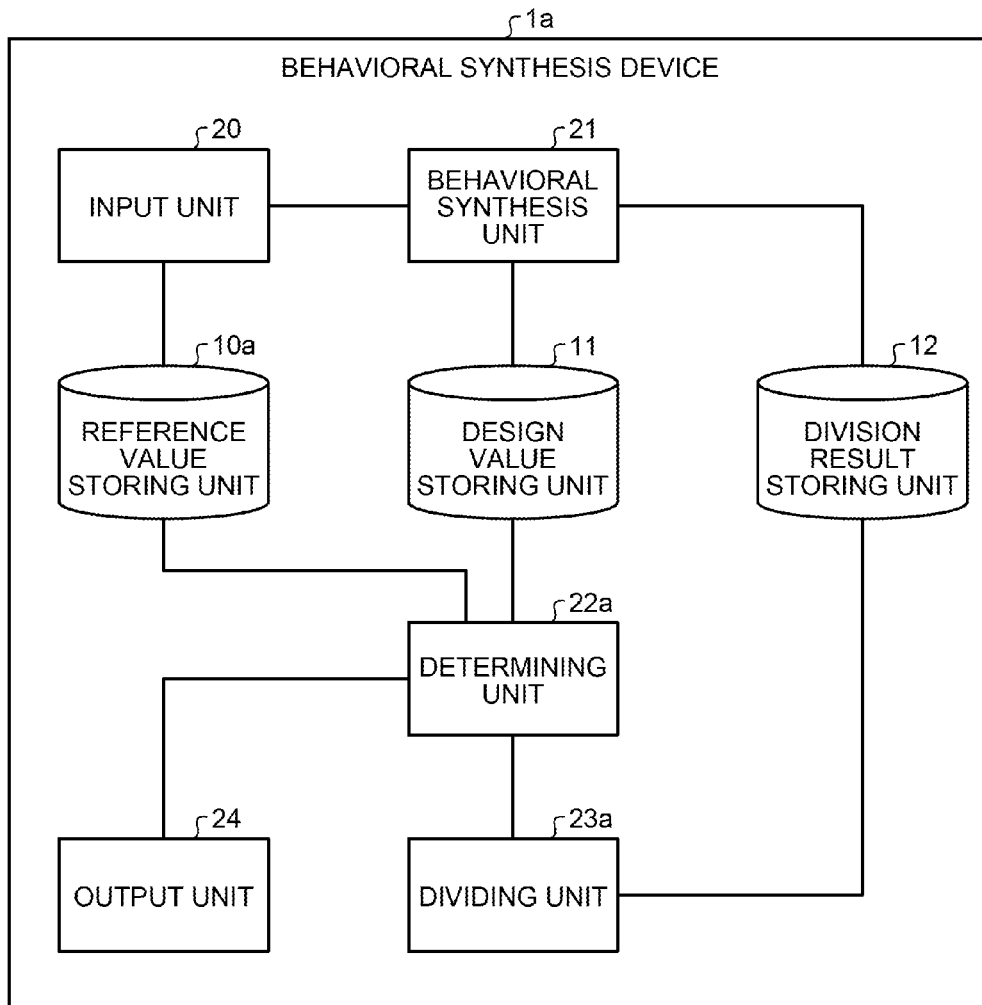 1a
BEHAVIORAL SYNTHESIS DEVICE
20
INPUT UNIT
21
BEHAVIORAL
SYNTHESIS
UNIT
10a
REFERENCE
VALUE
STORING UNIT
11
DESIGN
VALUE
STORING UNIT
12
DIVISION
RESULT
STORING UNIT
22a
DETERMINING
UNIT
24
OUTPUT UNIT
23a
DIVIDING UNIT